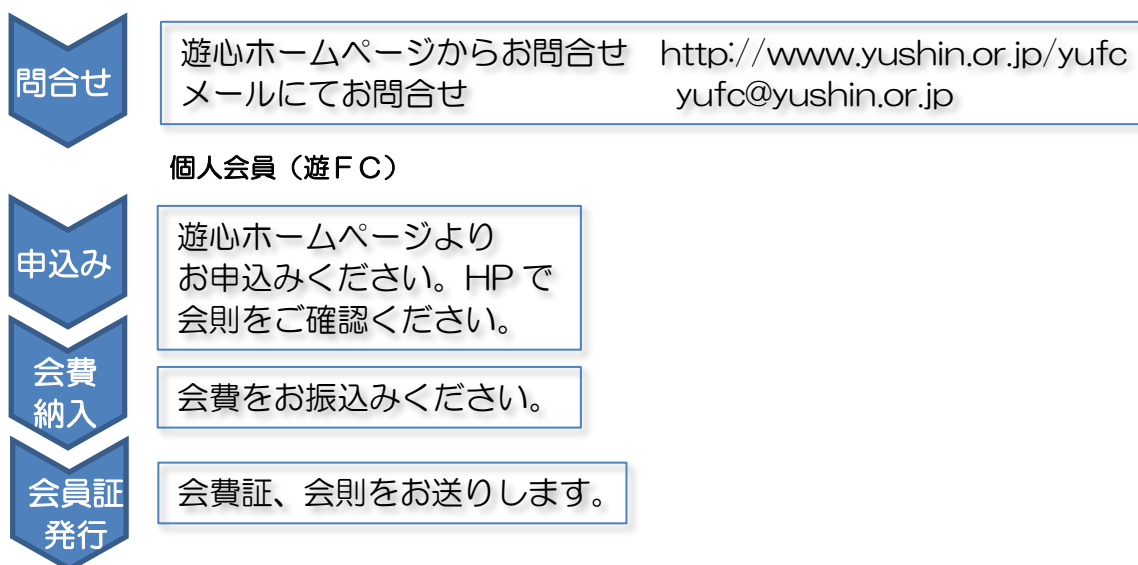 問合せ
遊心ホームページからお問合せ　http://www.yushin.or.jp/yufc
メールにてお問合せ　yufc@yushin.or.jp
個人会員（遊ＦＣ）
申込み
遊心ホームページより
お申込みください。HP で
会則をご確認ください。
会費
納入
会費をお振込みください。
会員証
発行
会費証、会則をお送りします。